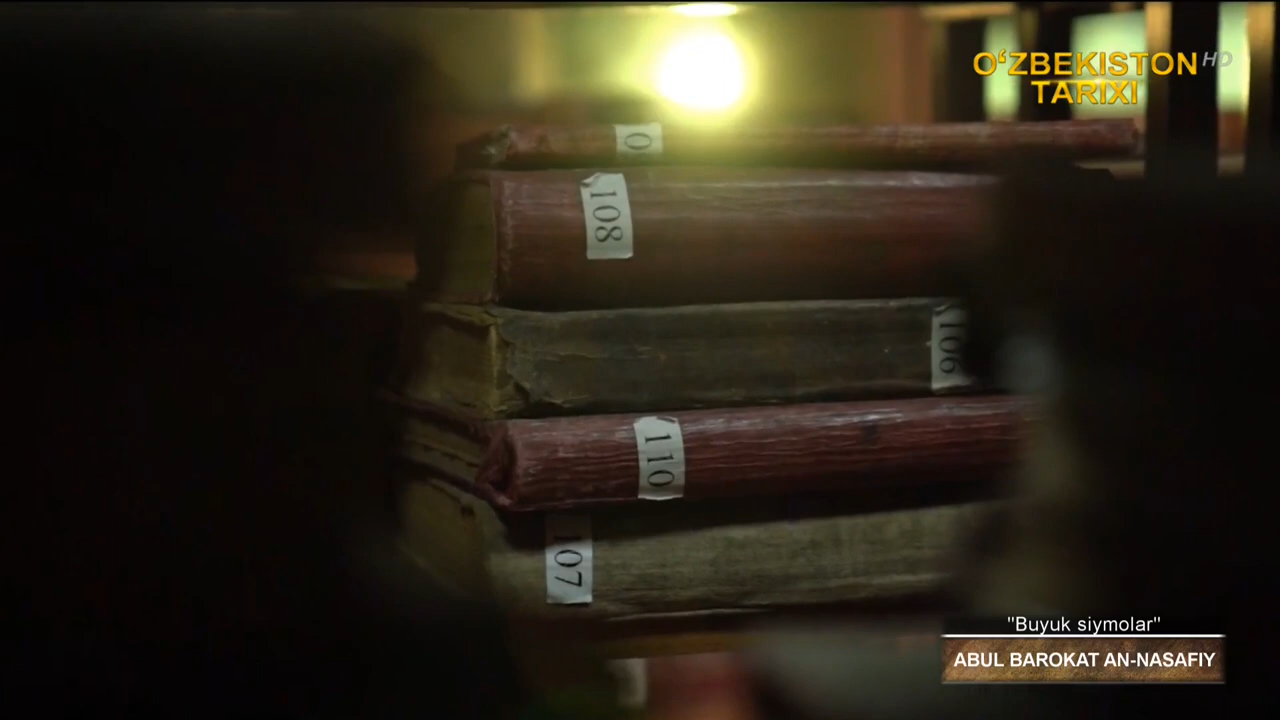 O‘ZBEKISTON HD
TARIXI
0
108
106
110
107
"Buyuk siymolar"
ABUL BAROKAT AN-NASAFIY